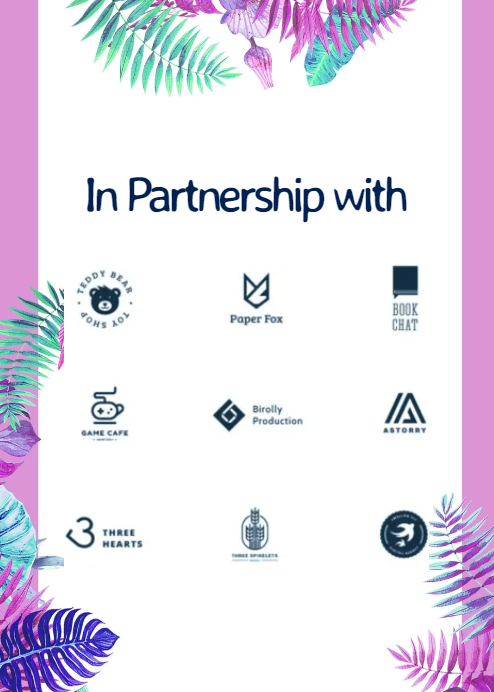 In Partnership with
TEDDY BEAR
TOY SHOP
Paper Fox
BOOK
CHAT
GAME CAFE
Birolly
Production
ASTORRY
THREE
HEARTS
THREE SPIKELETS